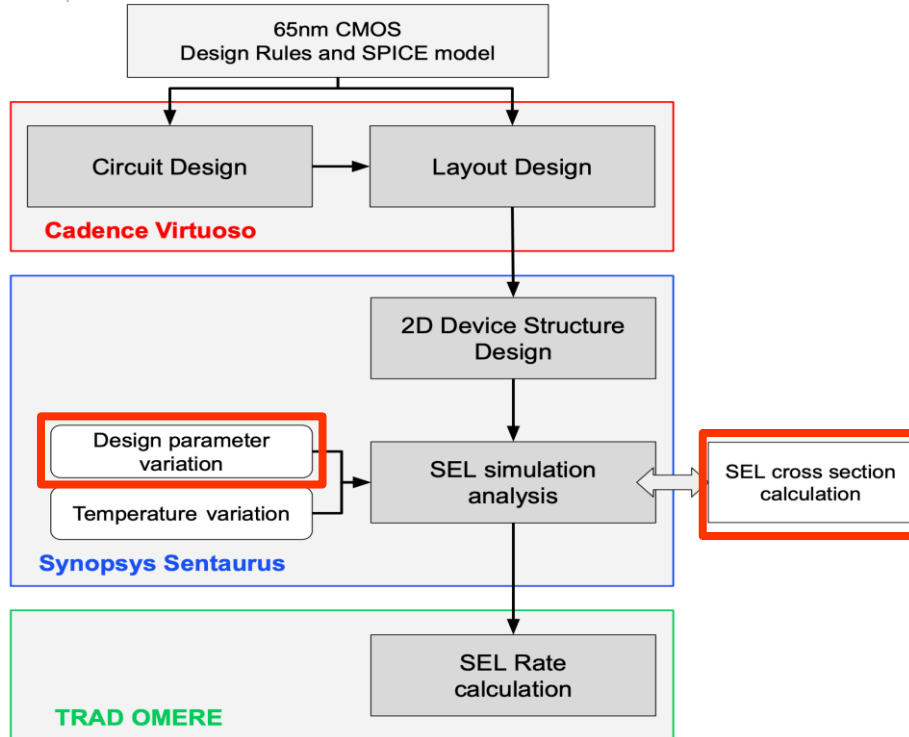 65nm CMOS
Design Rules and SPICE model
Circuit Design
Layout Design
Cadence Virtuoso
2D Device Structure
Design
Design parameter
variation
SEL simulation
analysis
SEL cross section
calculation
Temperature variation
Synopsys Sentaurus
SEL Rate
calculation
TRAD OMERE